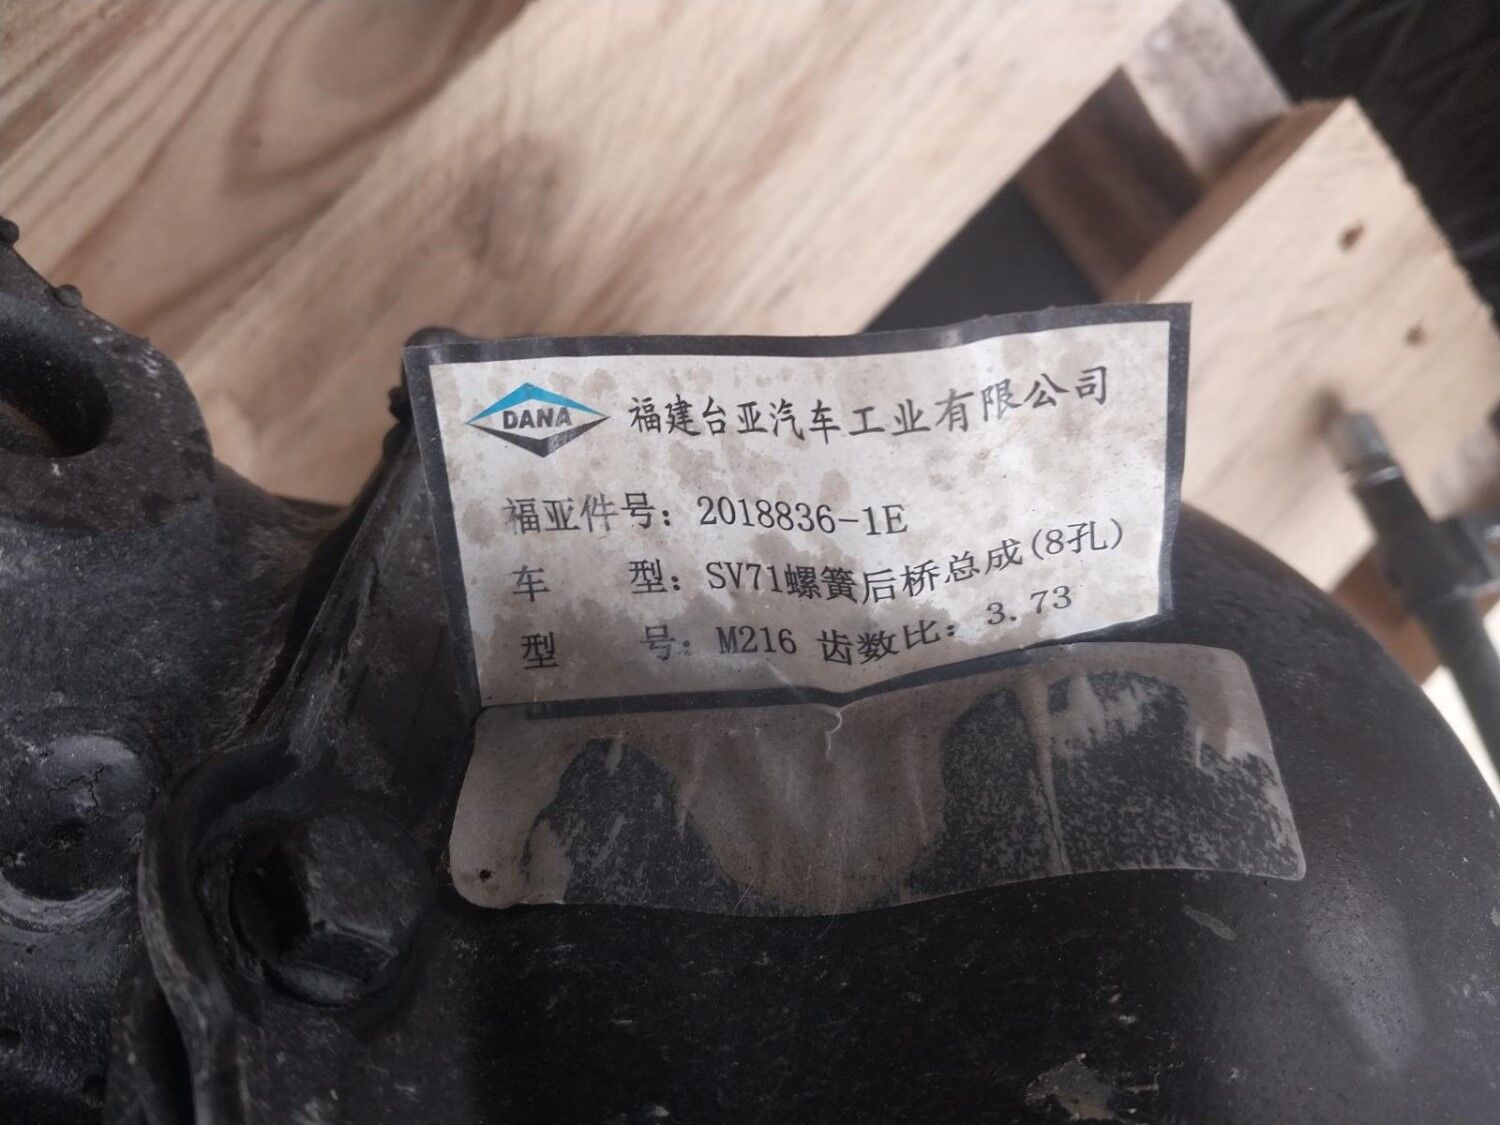 DANA 福建台亚汽车工业有限公司
福亚件号：2018836-1E
车 型：SV71螺簧后桥总成(8孔)
型 号：M216 齿数比：3.73